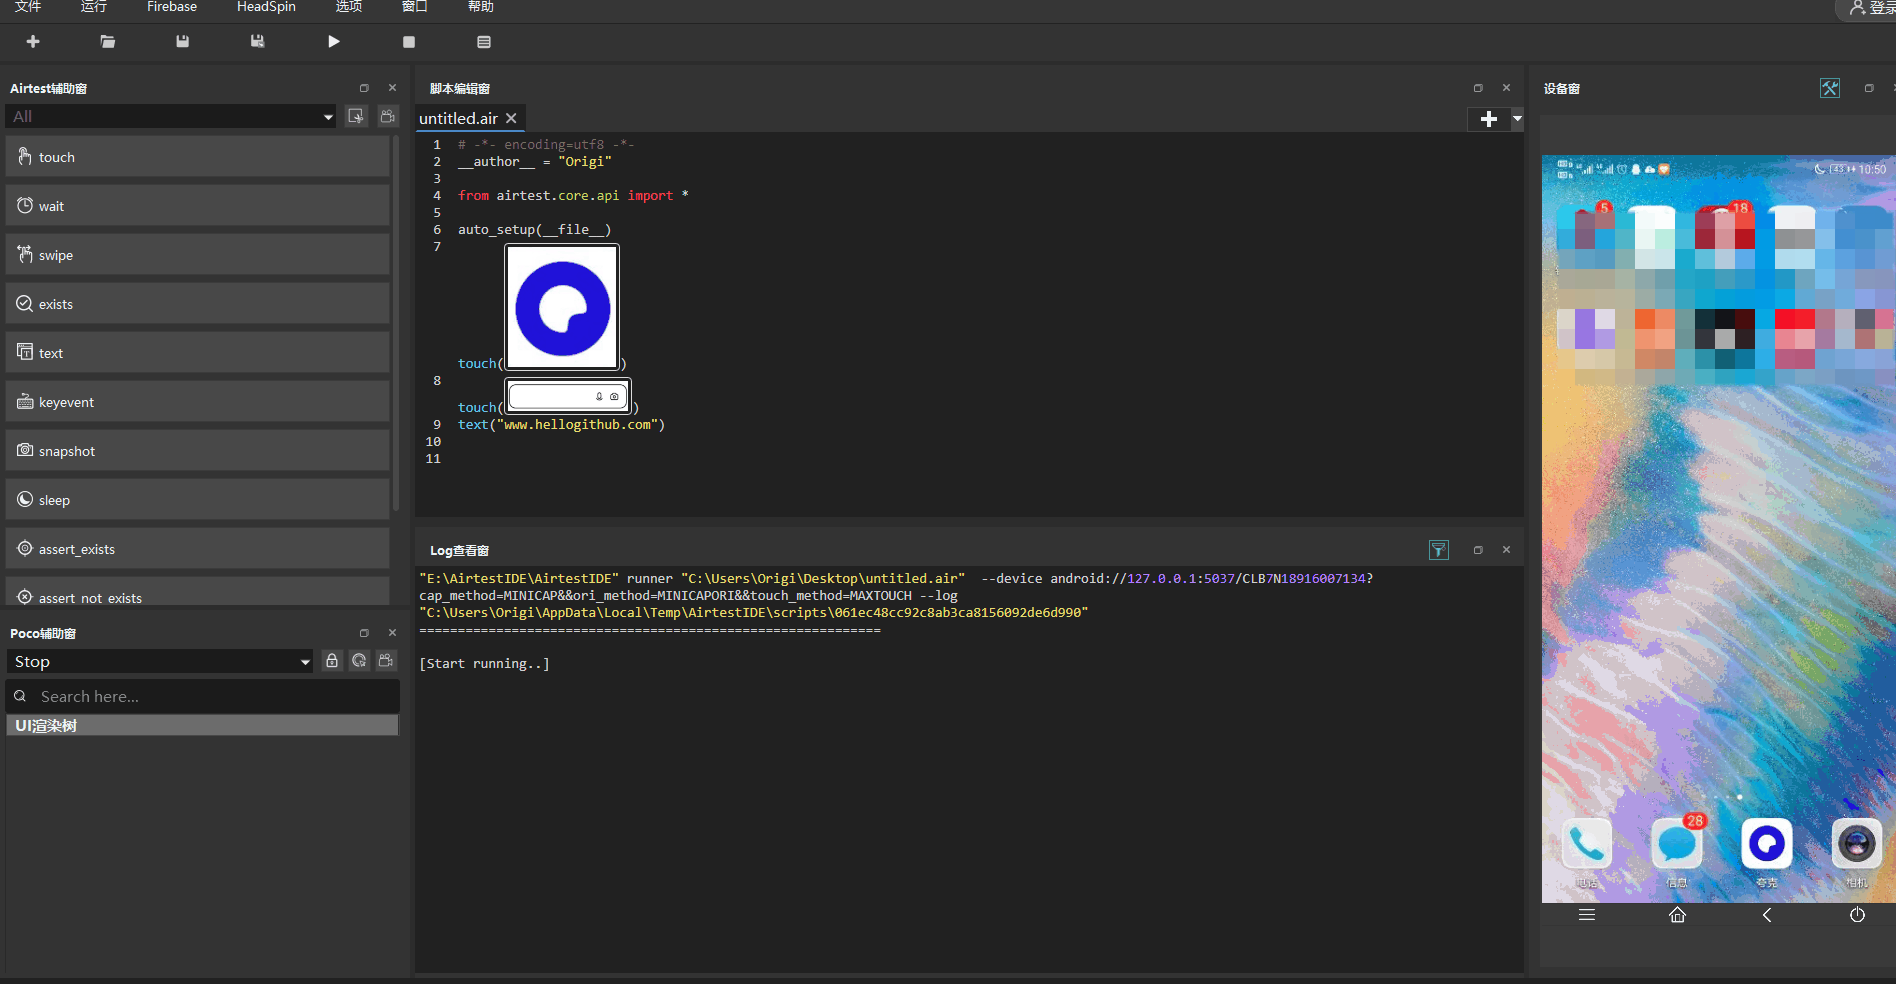 文件 运行 Firebase HeadSpin 选项 窗口 帮助 登录
Airtest辅助窗
All
touch
wait
swipe
exists
text
keyevent
snapshot
sleep
assert_exists
assert_not_exists
Poco辅助窗
Stop
Search here...
UI渲染树
脚本编辑窗
untitled.air
1 # -*- encoding=utf8 -*-
2 __author__ = "Origi"
3
4 from airtest.core.api import *
5
6 auto_setup(__file__)
7
touch( )
8
touch( )
9 text("www.hellogithub.com")
10
11
Log查看窗
"E:\AirtestIDE\AirtestIDE" runner "C:\Users\Origi\Desktop\untitled.air" --device android://127.0.0.1:5037/CLB7N18916007134?
cap_method=MINICAP&&ori_method=MINICAPORI&&touch_method=MAXTOUCH --log
"C:\Users\Origi\AppData\Local\Temp\AirtestIDE\scripts\061ec48cc92c8ab3ca8156092de6d990"
============================================================
[Start running..]
设备窗
43 10:50
5 18
28
电话 信息 夸克 相机